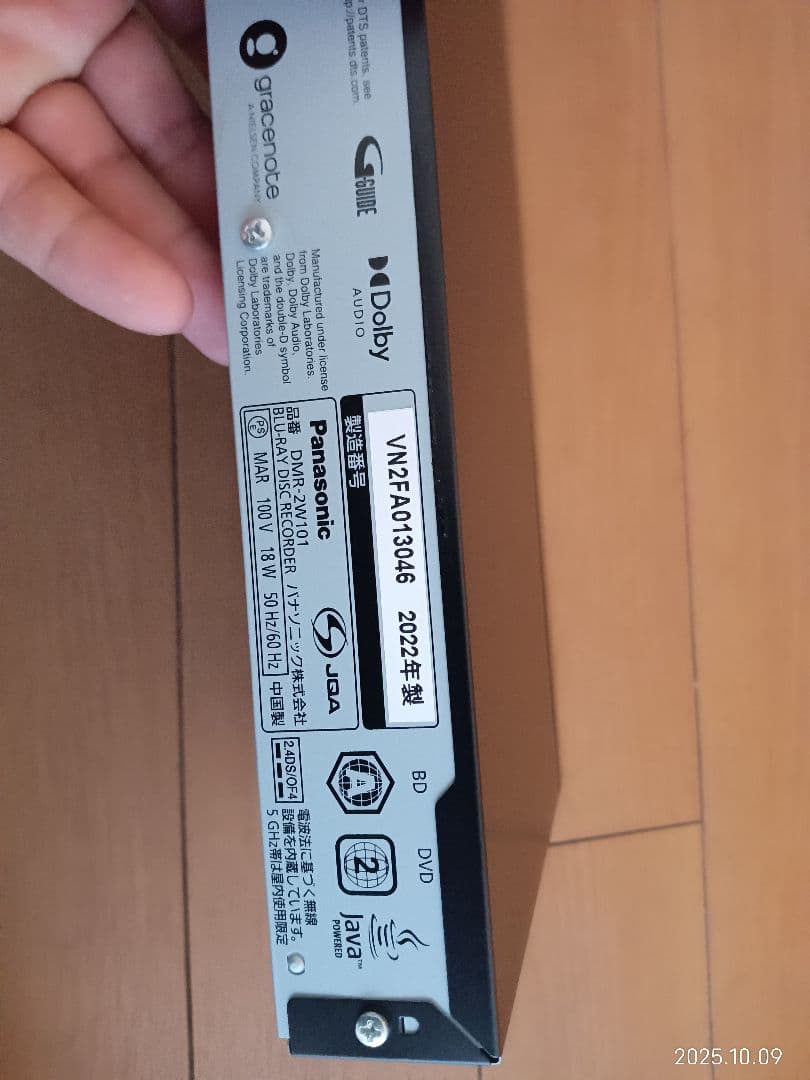 r DTS patents, see
tp://patents.dts.com.
gracenote
A NIELSEN COMPANY
G-GUIDE
Dolby
AUDIO
Manufactured under license
from Dolby Laboratories.
Dolby, Dolby Audio,
and the double-D symbol
are trademarks of
Dolby Laboratories
Licensing Corporation.
VN2FA013046 2022年製
製造番号
Panasonic
JQA
品番 DMR-2W101
BLU-RAY DISC RECORDER パナソニック株式会社
PS
E
MAR 100 V 18 W 50 Hz/60 Hz 中国製
2.4DS/OF4
電波法に基づく無線
設備を内蔵しています。
5 GHz帯は屋内使用限定
BD
A
DVD
2
Java™
POWERED
2025.10.09